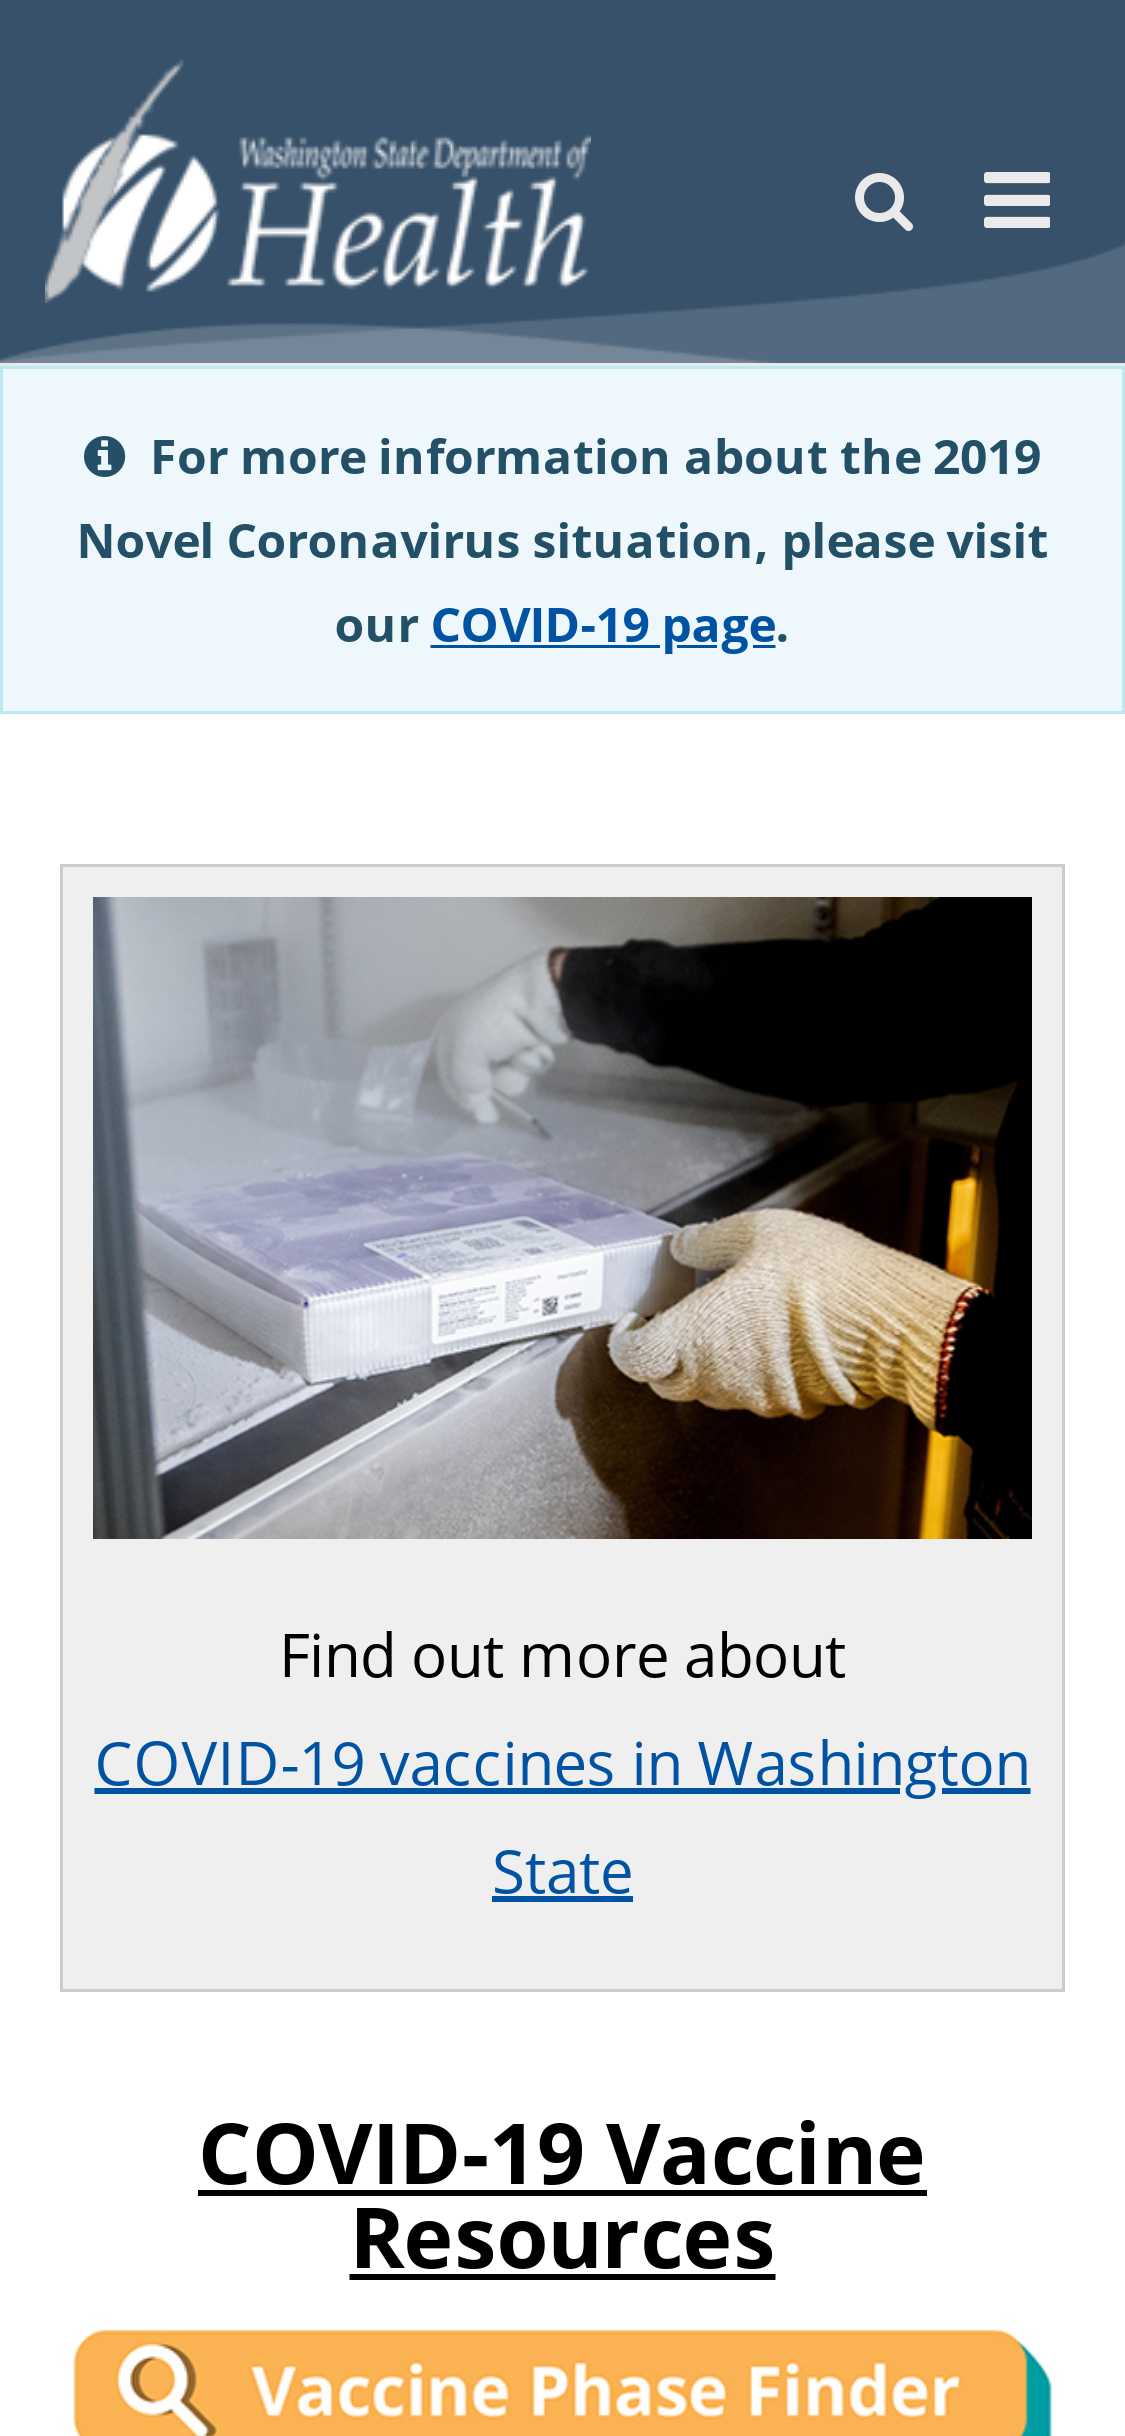 Washington State Department of
Health
For more information about the 2019
Novel Coronavirus situation, please visit
our COVID-19 page.
Find out more about
COVID-19 vaccines in Washington
State
COVID-19 Vaccine
Resources
Vaccine Phase Finder